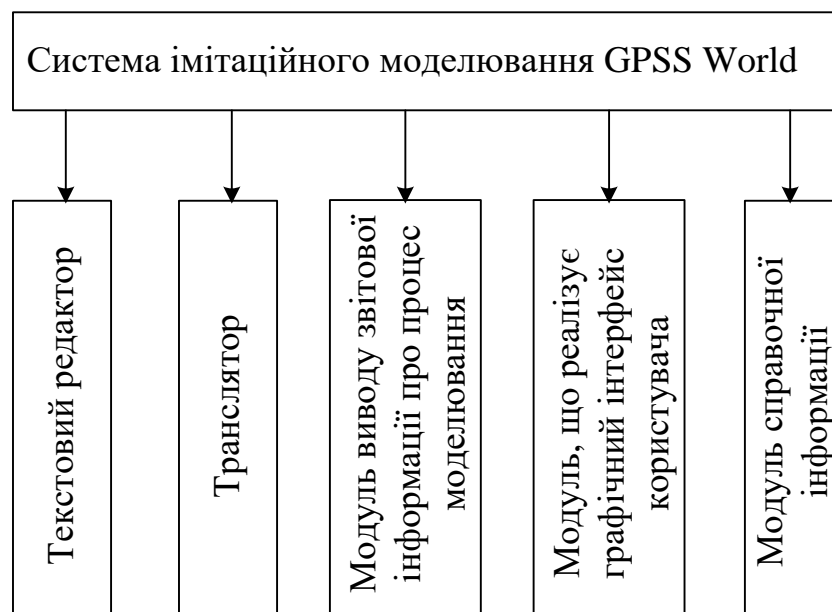 Система імітаційного моделювання GPSS World
Текстовий редактор
Транслятор
Модуль виводу звітової
інформації про процес
моделювання
Модуль, що реалізує
графічний інтерфейс
користувача
Модуль справочної
інформації